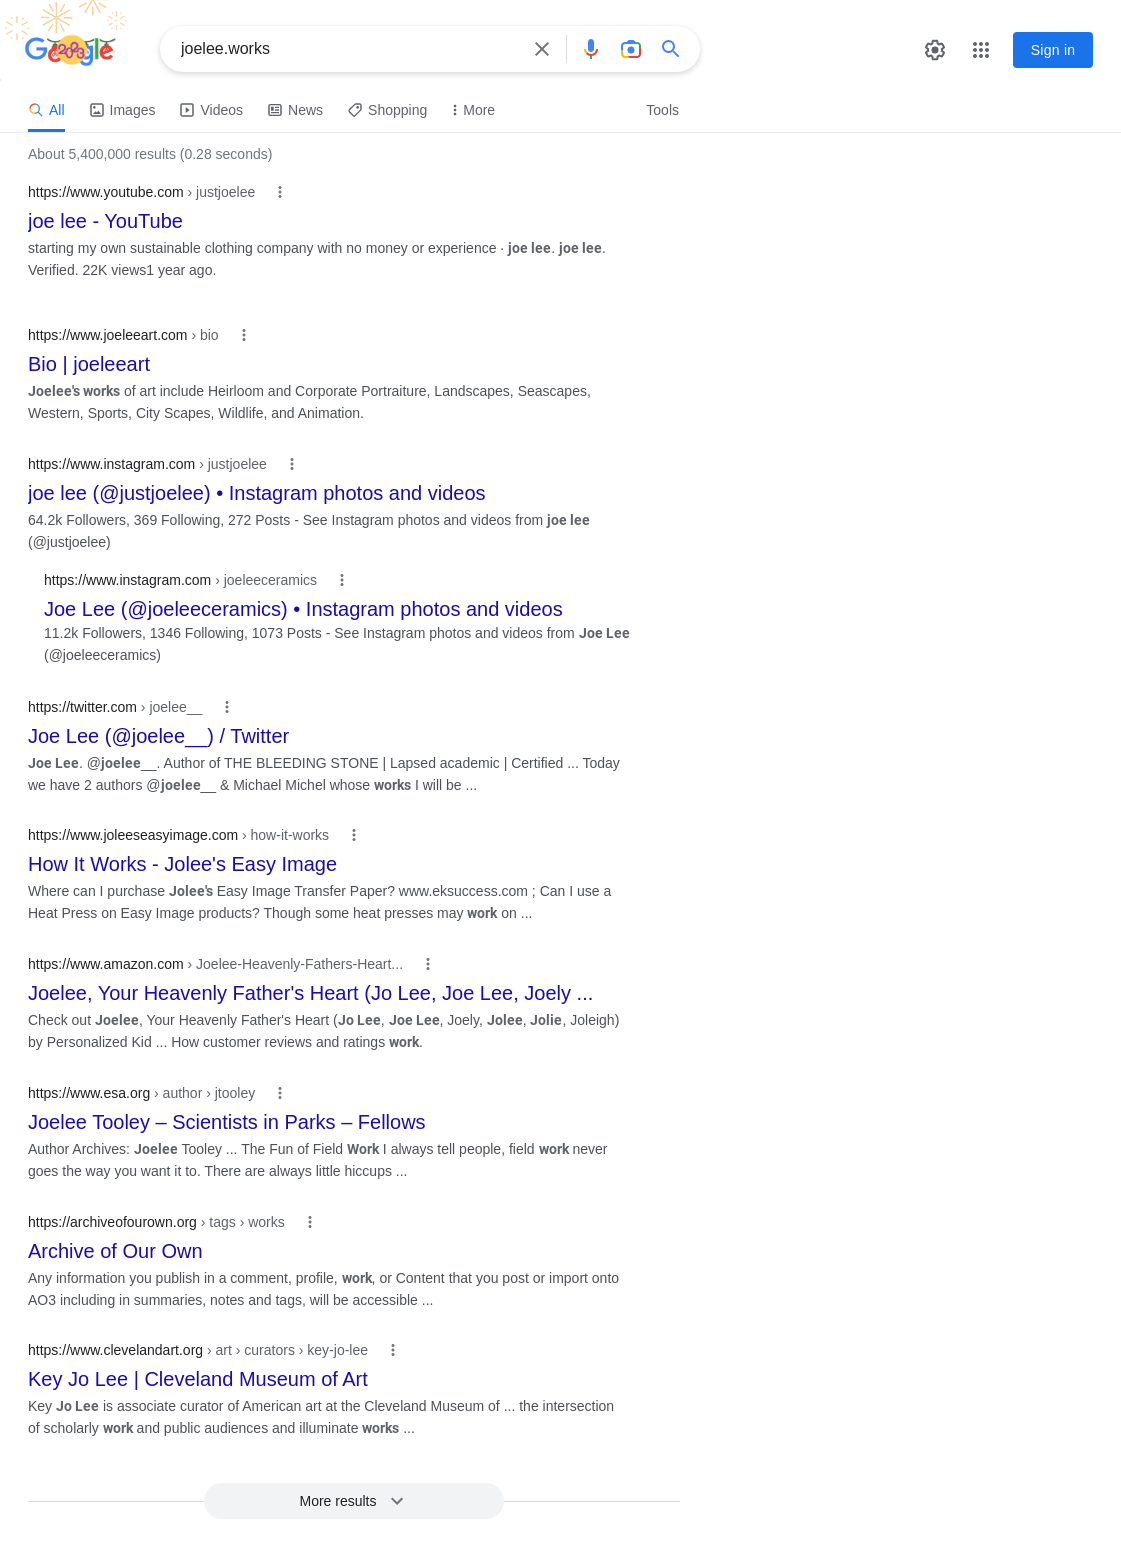 Google
2023
joelee.works
Sign in
All
Images
Videos
News
Shopping
More
Tools
About 5,400,000 results (0.28 seconds)
https://www.youtube.com › justjoelee
joe lee - YouTube
starting my own sustainable clothing company with no money or experience · joe lee. joe lee.
Verified. 22K views1 year ago.
https://www.joeleeart.com › bio
Bio | joeleeart
Joelee's works of art include Heirloom and Corporate Portraiture, Landscapes, Seascapes,
Western, Sports, City Scapes, Wildlife, and Animation.
https://www.instagram.com › justjoelee
joe lee (@justjoelee) • Instagram photos and videos
64.2k Followers, 369 Following, 272 Posts - See Instagram photos and videos from joe lee
(@justjoelee)
https://www.instagram.com › joeleeceramics
Joe Lee (@joeleeceramics) • Instagram photos and videos
11.2k Followers, 1346 Following, 1073 Posts - See Instagram photos and videos from Joe Lee
(@joeleeceramics)
https://twitter.com › joelee__
Joe Lee (@joelee__) / Twitter
Joe Lee. @joelee__. Author of THE BLEEDING STONE | Lapsed academic | Certified ... Today
we have 2 authors @joelee__ & Michael Michel whose works I will be ...
https://www.joleeseasyimage.com › how-it-works
How It Works - Jolee's Easy Image
Where can I purchase Jolee's Easy Image Transfer Paper? www.eksuccess.com ; Can I use a
Heat Press on Easy Image products? Though some heat presses may work on ...
https://www.amazon.com › Joelee-Heavenly-Fathers-Heart...
Joelee, Your Heavenly Father's Heart (Jo Lee, Joe Lee, Joely ...
Check out Joelee, Your Heavenly Father's Heart (Jo Lee, Joe Lee, Joely, Jolee, Jolie, Joleigh)
by Personalized Kid ... How customer reviews and ratings work.
https://www.esa.org › author › jtooley
Joelee Tooley – Scientists in Parks – Fellows
Author Archives: Joelee Tooley ... The Fun of Field Work I always tell people, field work never
goes the way you want it to. There are always little hiccups ...
https://archiveofourown.org › tags › works
Archive of Our Own
Any information you publish in a comment, profile, work, or Content that you post or import onto
AO3 including in summaries, notes and tags, will be accessible ...
https://www.clevelandart.org › art › curators › key-jo-lee
Key Jo Lee | Cleveland Museum of Art
Key Jo Lee is associate curator of American art at the Cleveland Museum of ... the intersection
of scholarly work and public audiences and illuminate works ...
More results